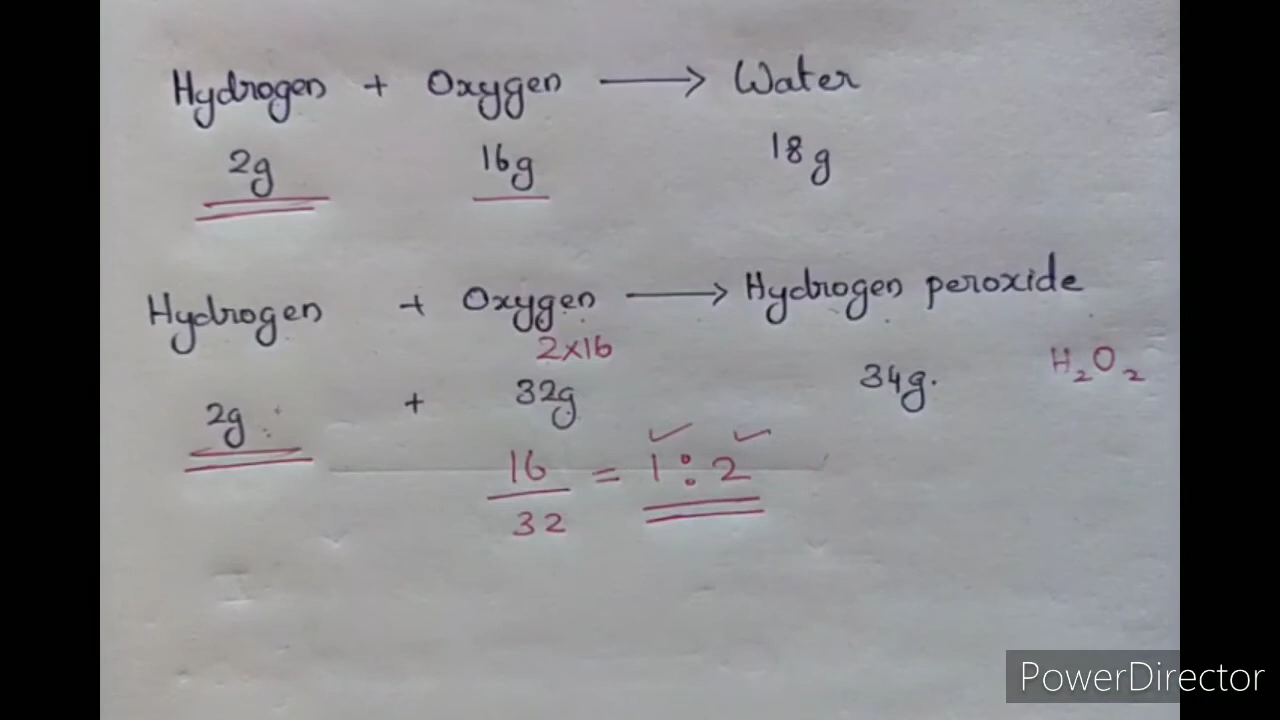 Hydrogen + Oxygen → Water
2g 16g 18g
Hydrogen + Oxygen → Hydrogen peroxide
2×16
H₂O₂
2g + 32g 34g.
16/32 = 1:2
PowerDirector